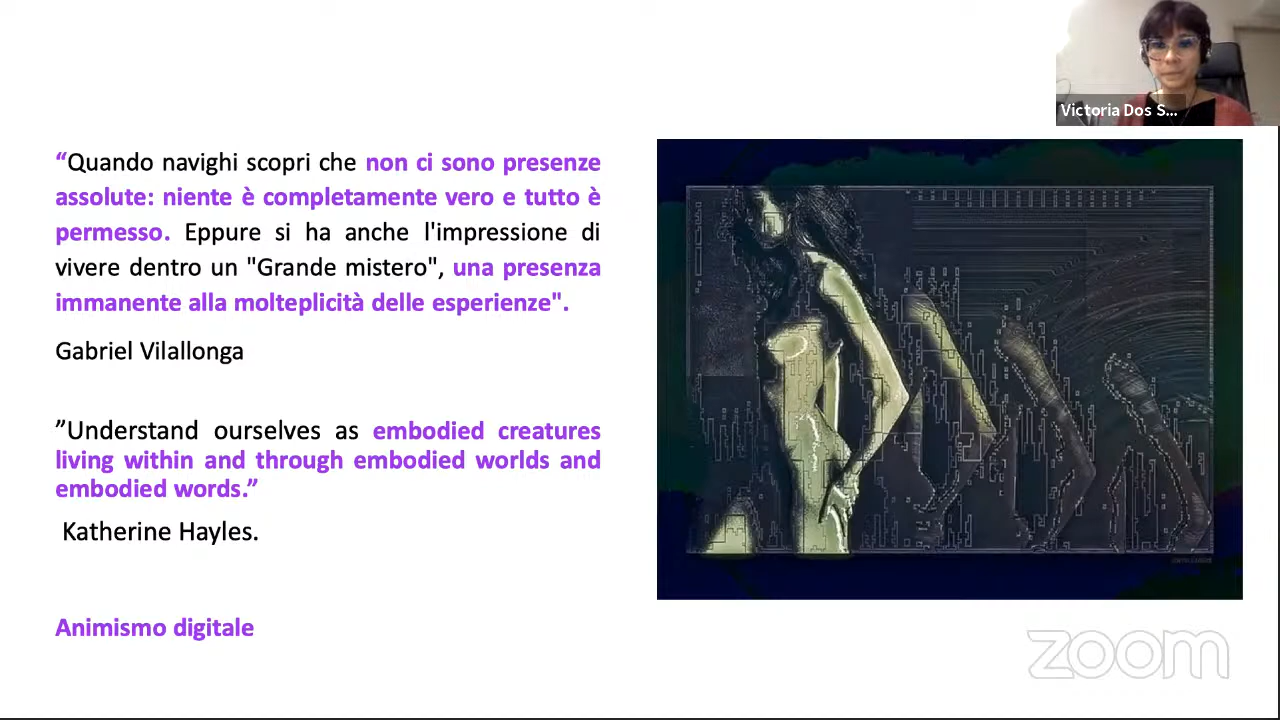 “Quando navighi scopri che non ci sono presenze
assolute: niente è completamente vero e tutto è
permesso. Eppure si ha anche l'impressione di
vivere dentro un "Grande mistero", una presenza
immanente alla molteplicità delle esperienze".
Gabriel Vilallonga
”Understand ourselves as embodied creatures
living within and through embodied worlds and
embodied words.”
Katherine Hayles.
Animismo digitale
Victoria Dos S...
zoom